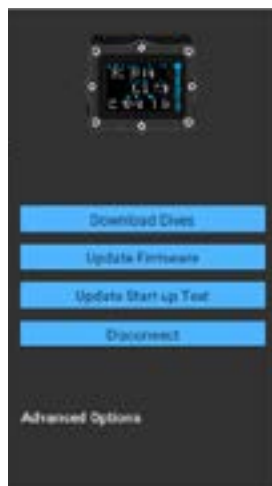 Download Dives
Update Firmware
Update Start up Text
Disconnect
Advanced Options